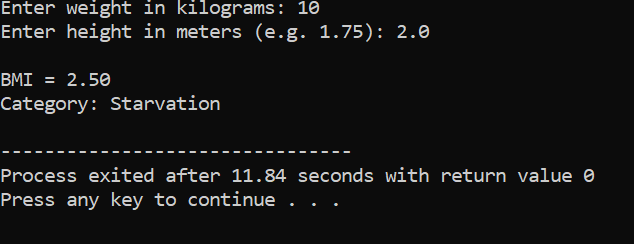 Enter weight in kilograms: 10
Enter height in meters (e.g. 1.75): 2.0
BMI = 2.50
Category: Starvation
--------------------------------
Process exited after 11.84 seconds with return value 0
Press any key to continue . . .